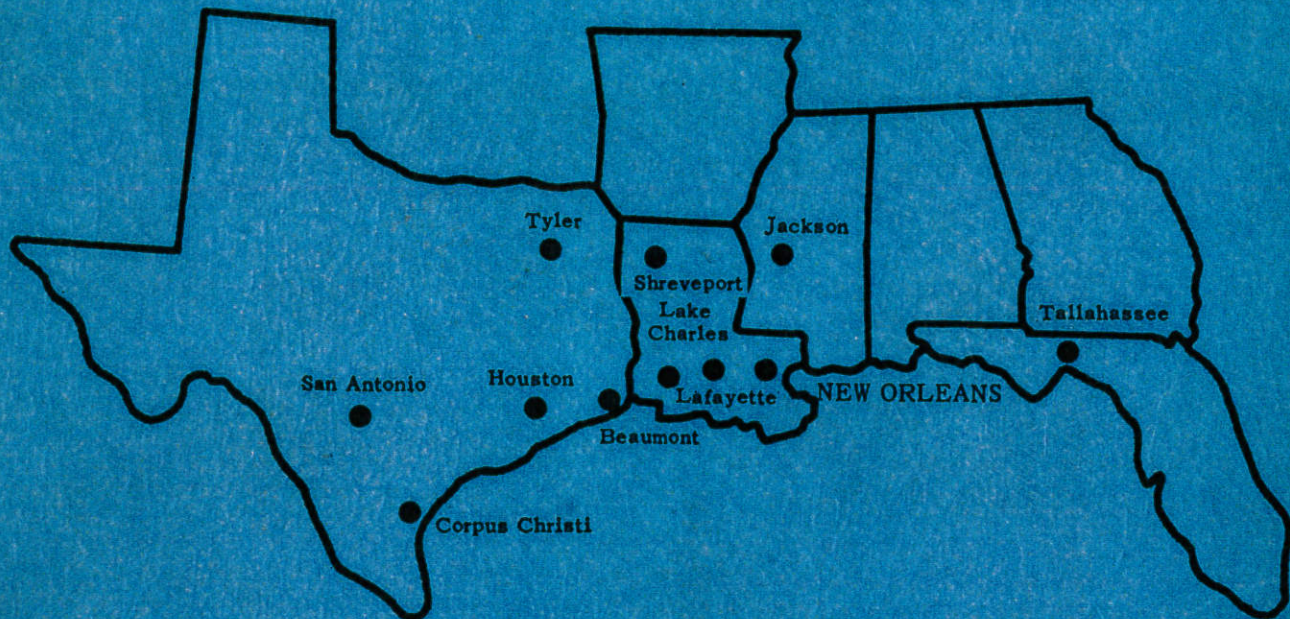 Tyler
Jackson
Shreveport
Lake
Charles
Tallahassee
San Antonio
Houston
Lafayette
NEW ORLEANS
Beaumont
Corpus Christi